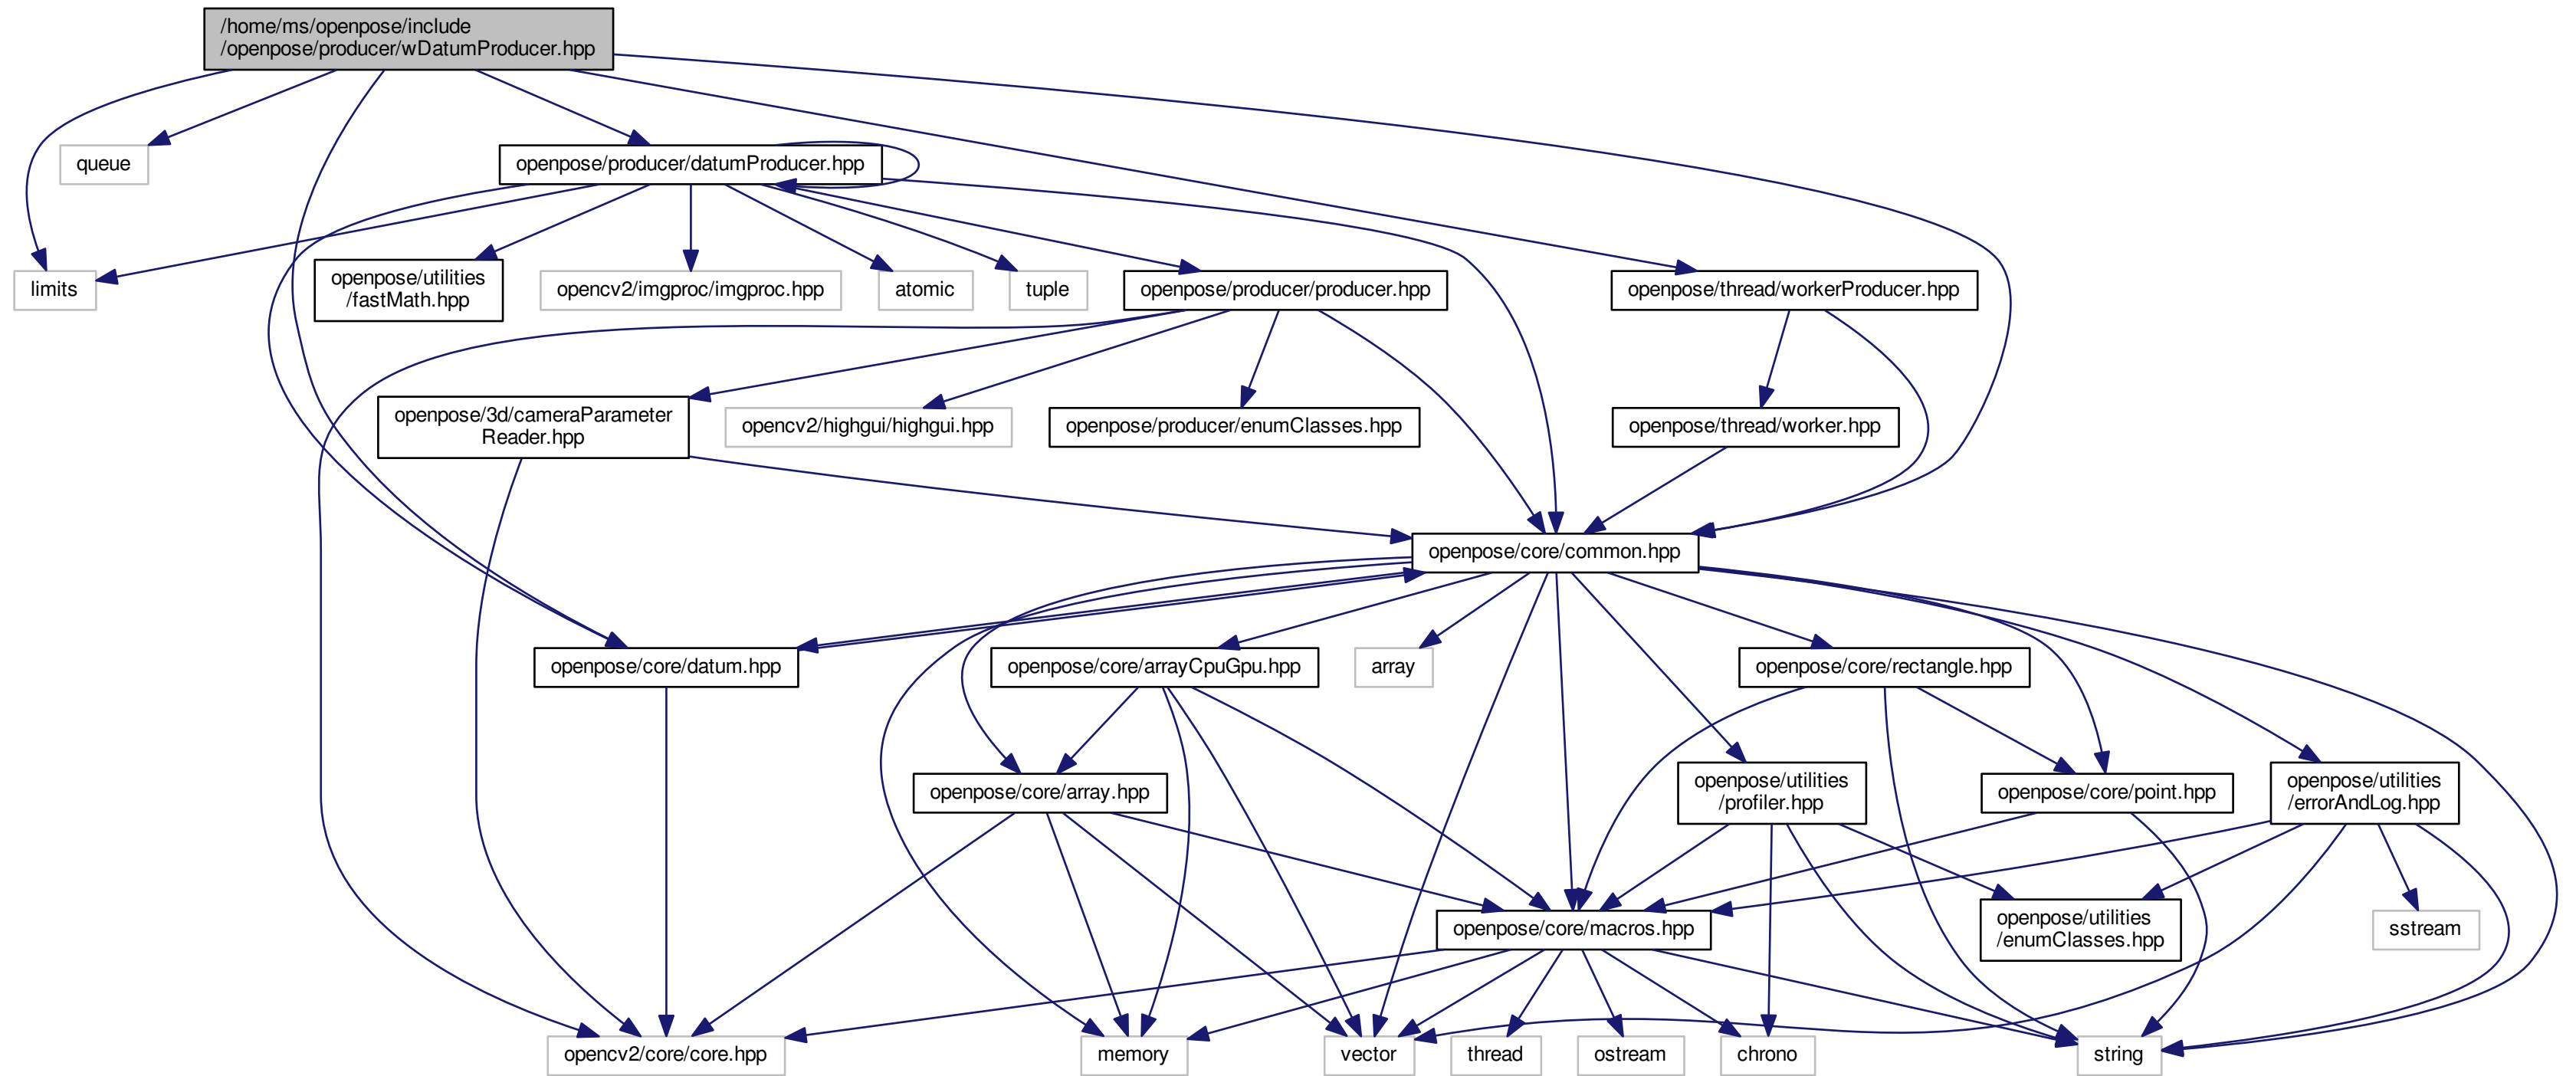 /home/ms/openpose/include
/openpose/producer/wDatumProducer.hpp
queue
openpose/producer/datumProducer.hpp
limits
openpose/utilities
/fastMath.hpp
opencv2/imgproc/imgproc.hpp
atomic
tuple
openpose/producer/producer.hpp
openpose/thread/workerProducer.hpp
openpose/3d/cameraParameter
Reader.hpp
opencv2/highgui/highgui.hpp
openpose/producer/enumClasses.hpp
openpose/thread/worker.hpp
openpose/core/common.hpp
openpose/core/datum.hpp
openpose/core/arrayCpuGpu.hpp
array
openpose/core/rectangle.hpp
openpose/core/array.hpp
openpose/utilities
/profiler.hpp
openpose/core/point.hpp
openpose/utilities
/errorAndLog.hpp
openpose/core/macros.hpp
openpose/utilities
/enumClasses.hpp
sstream
opencv2/core/core.hpp
memory
vector
thread
ostream
chrono
string